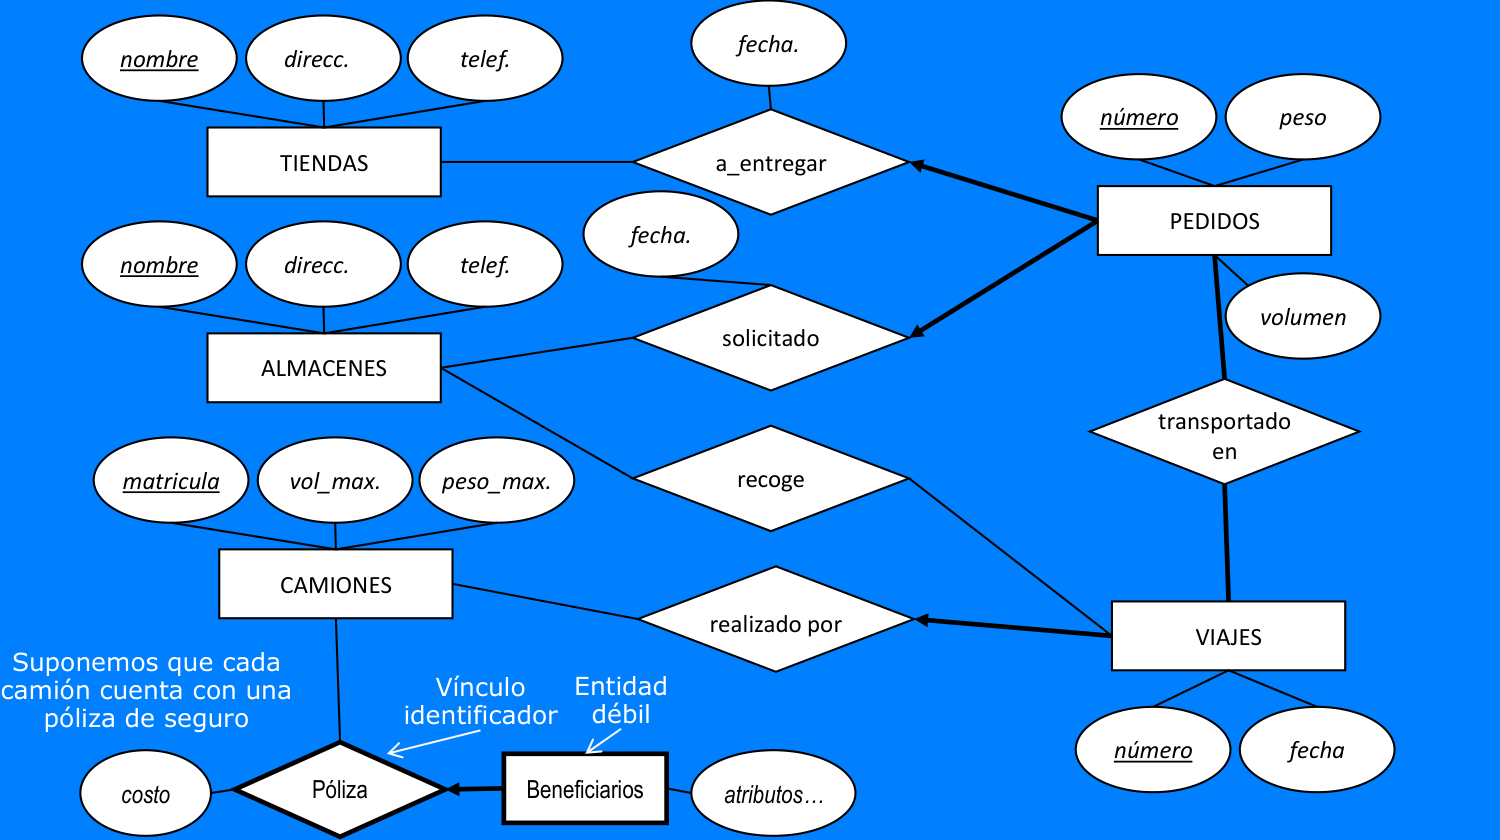 nombre
direcc.
telef.
fecha.
número
peso
TIENDAS
a_entregar
PEDIDOS
nombre
direcc.
telef.
fecha.
volumen
ALMACENES
solicitado
transportado
en
matricula
vol_max.
peso_max.
recoge
CAMIONES
realizado por
VIAJES
Suponemos que cada
camión cuenta con una
póliza de seguro
Vínculo
identificador
Entidad
débil
número
fecha
costo
Póliza
Beneficiarios
atributos…